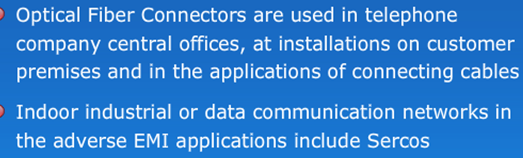 Optical Fiber Connectors are used in telephone
company central offices, at installations on customer
premises and in the applications of connecting cables
Indoor industrial or data communication networks in
the adverse EMI applications include Sercos